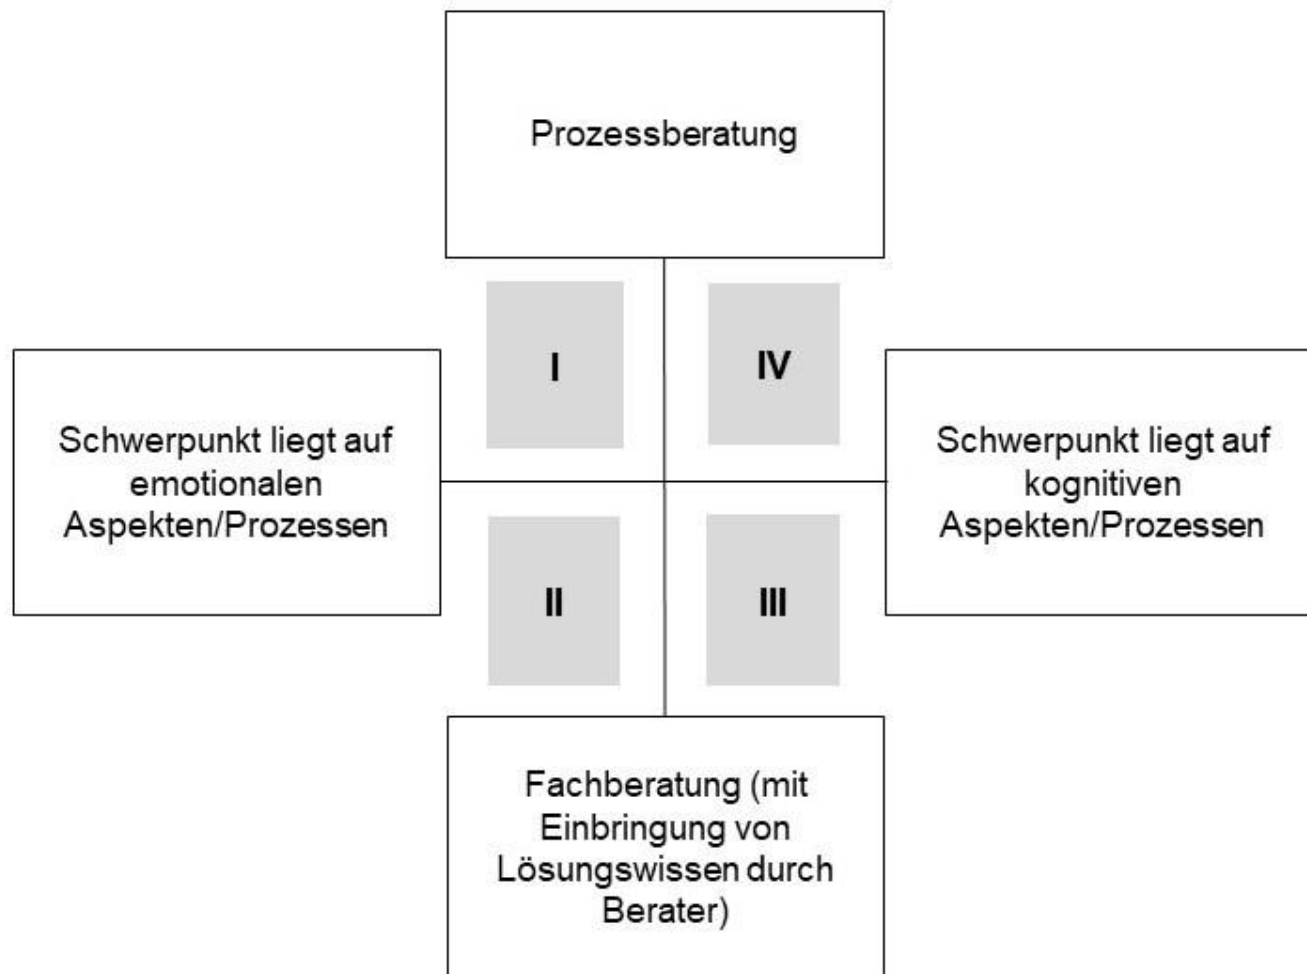 Prozessberatung
I
IV
Schwerpunkt liegt auf
emotionalen
Aspekten/Prozessen
Schwerpunkt liegt auf
kognitiven
Aspekten/Prozessen
II
III
Fachberatung (mit
Einbringung von
Lösungswissen durch
Berater)